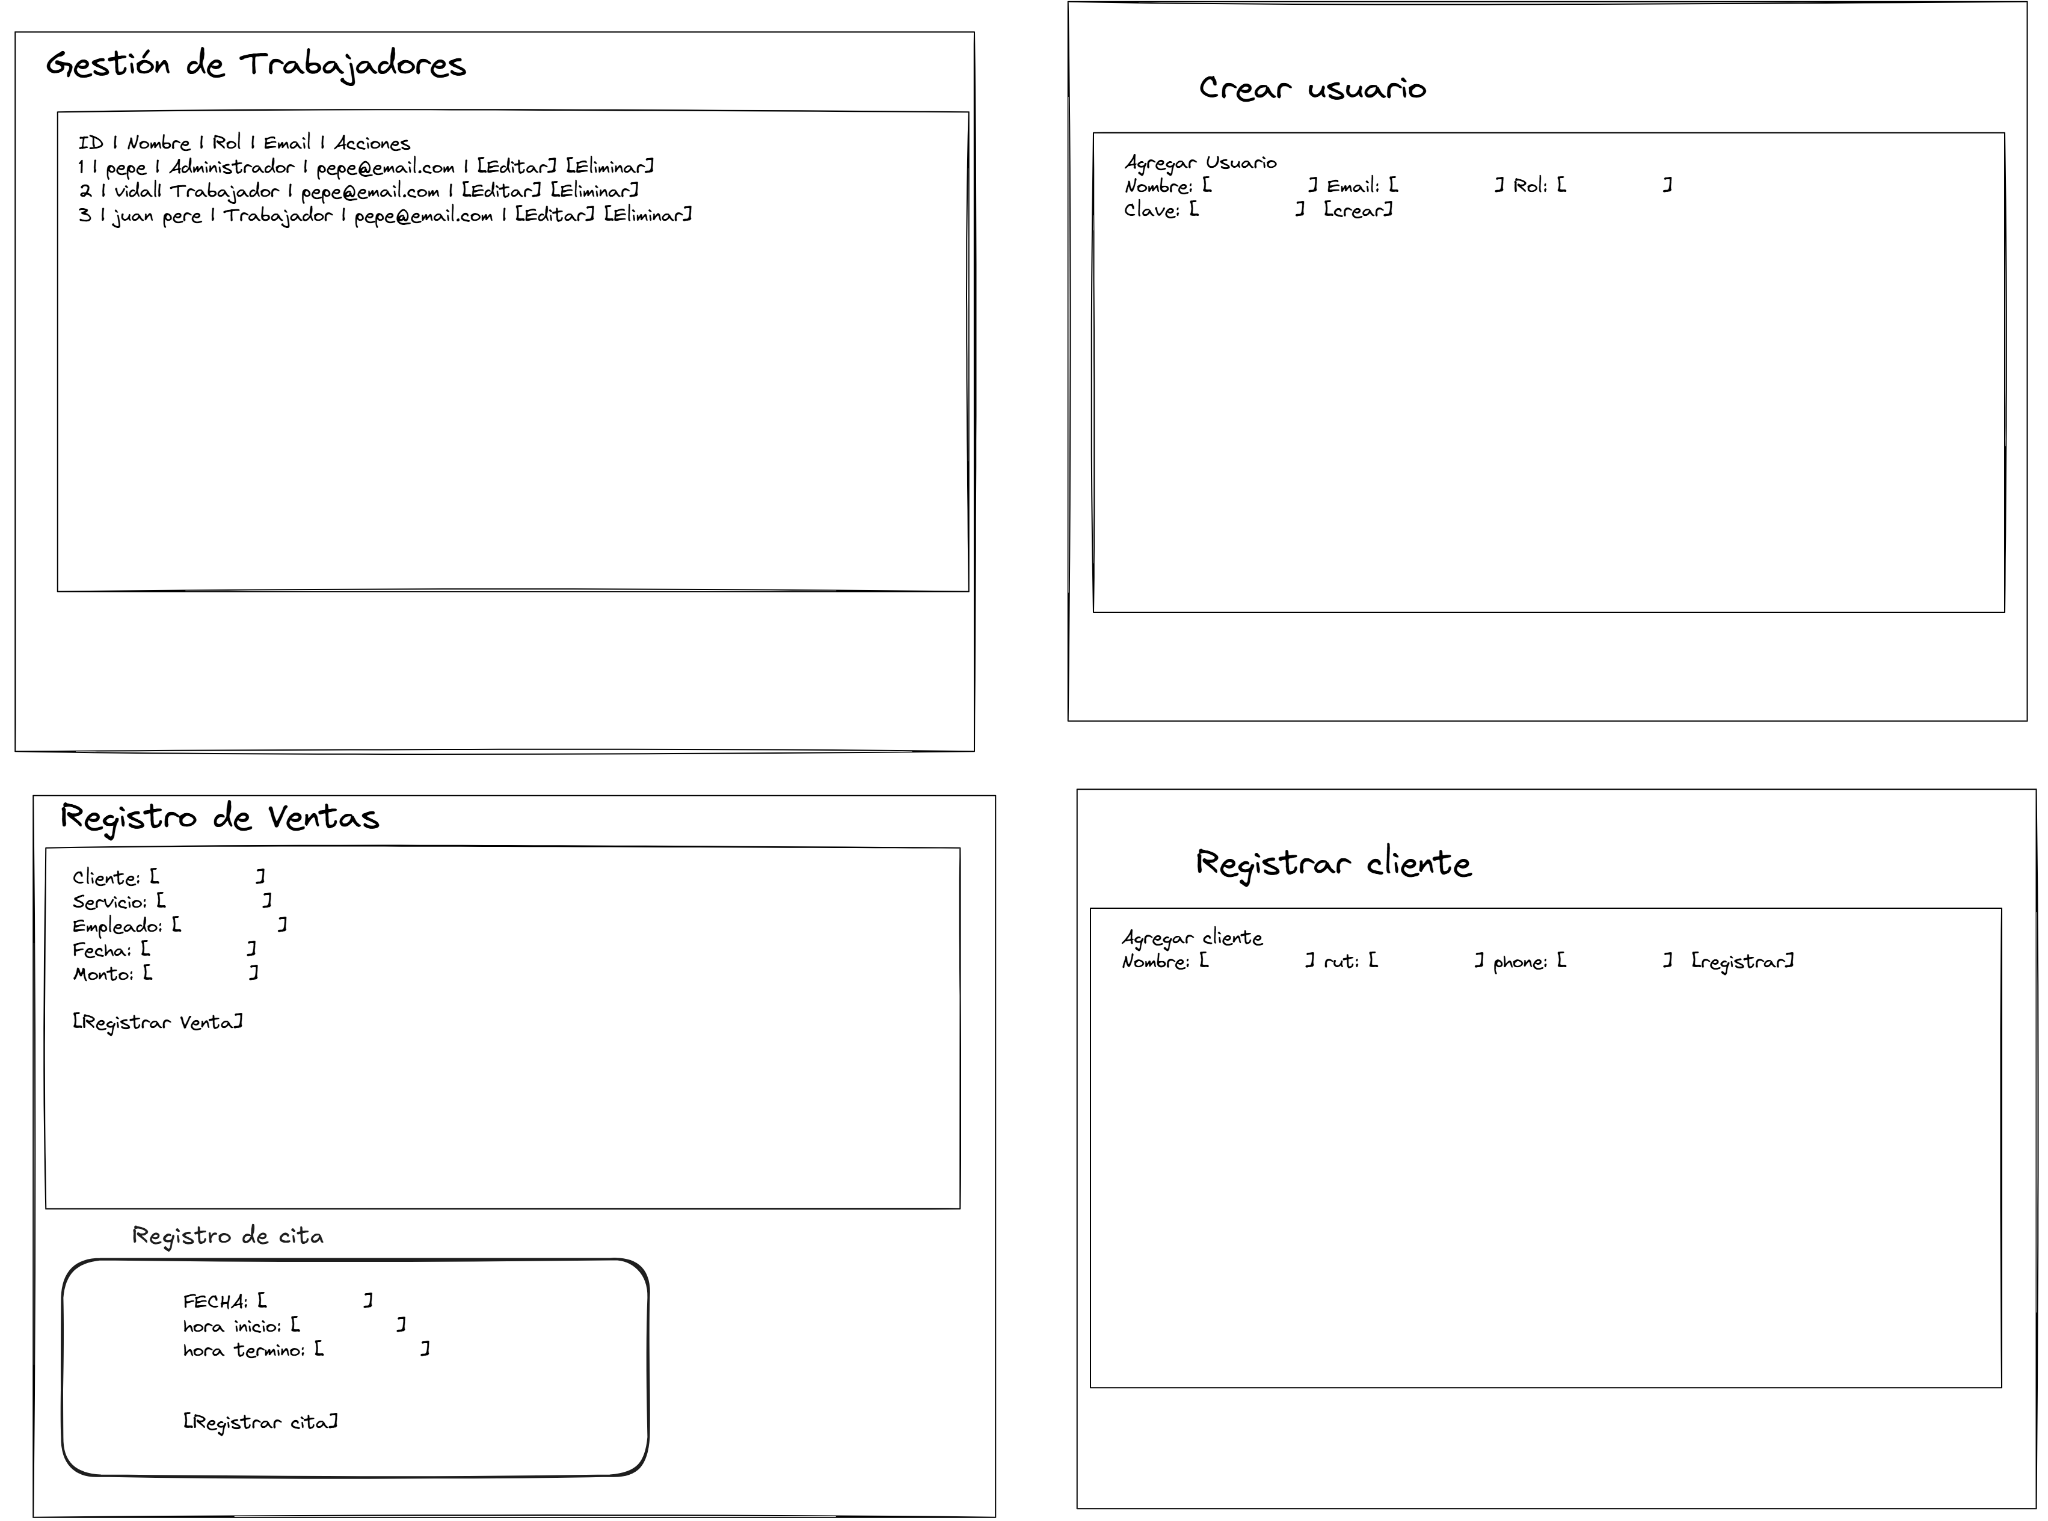 Gestión de Trabajadores
ID | Nombre | Rol | Email | Acciones
1 | pepe | Administrador | pepe@email.com | [Editar] [Eliminar]
2 | vidal| Trabajador | pepe@email.com | [Editar] [Eliminar]
3 | juan pere | Trabajador | pepe@email.com | [Editar] [Eliminar]
Crear usuario
Agregar Usuario
Nombre: [ ] Email: [ ] Rol: [ ]
Clave: [ ] [crear]
Registro de Ventas
Cliente: [ ]
Servicio: [ ]
Empleado: [ ]
Fecha: [ ]
Monto: [ ]
[Registrar Venta]
Registro de cita
FECHA: [ ]
hora inicio: [ ]
hora termino: [ ]
[Registrar cita]
Registrar cliente
Agregar cliente
Nombre: [ ] rut: [ ] phone: [ ] [registrar]